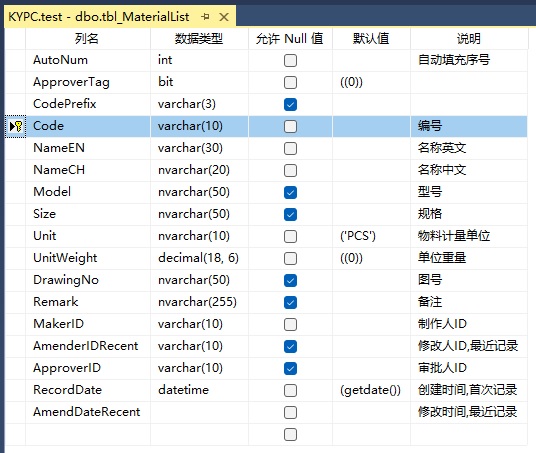 KYPC.test - dbo.tbl_MaterialList
列名 数据类型 允许 Null 值 默认值 说明
AutoNum int 自动填充序号
ApproverTag bit ((0))
CodePrefix varchar(3)
Code varchar(10) 编号
NameEN varchar(30) 名称英文
NameCH nvarchar(20) 名称中文
Model nvarchar(50) 型号
Size nvarchar(50) 规格
Unit nvarchar(10) ('PCS') 物料计量单位
UnitWeight decimal(18, 6) ((0)) 单位重量
DrawingNo nvarchar(50) 图号
Remark nvarchar(255) 备注
MakerID varchar(10) 制作人ID
AmenderIDRecent varchar(10) 修改人ID,最近记录
ApproverID varchar(10) 审批人ID
RecordDate datetime (getdate()) 创建时间,首次记录
AmendDateRecent 修改时间,最近记录